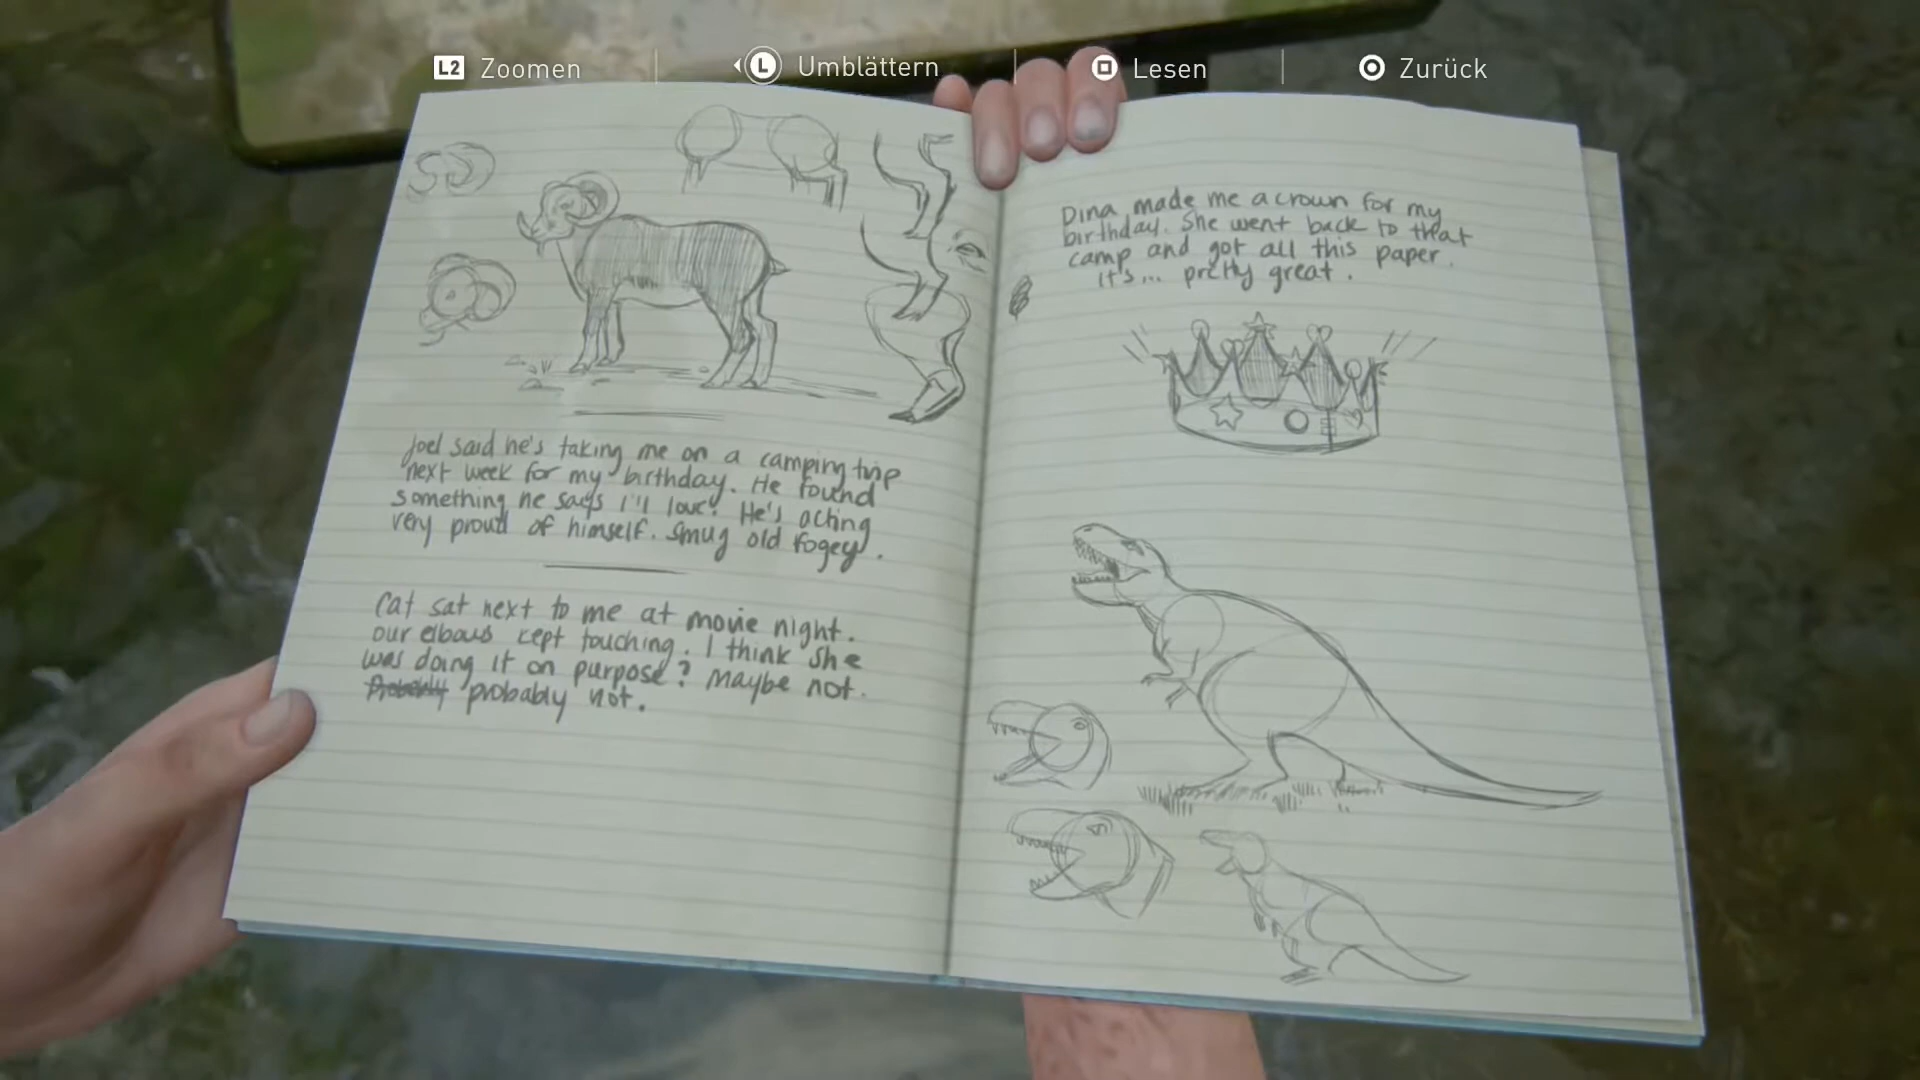 L2 Zoomen
L Umblättern
Lesen
Zurück
Joel said he's taking me on a camping trip
next week for my birthday. He found
something he says I'll love. He's acting
very proud of himself. Smug old fogey.
Cat sat next to me at movie night.
our elbows kept touching. I think she
was doing it on purpose? Maybe not.
Probably probably not.
Dina made me a crown for my
birthday. She went back to that
camp and got all this paper.
It's... pretty great.